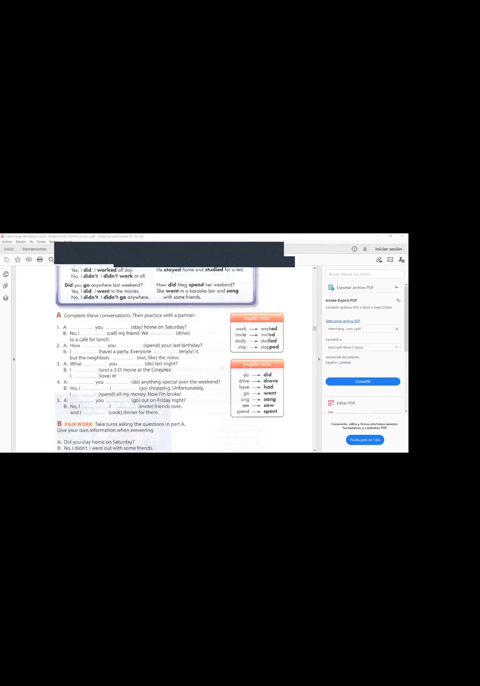 Inicio Herramientas
Iniciar sesión
Yes, I did. I worked all day.
No, I didn't. I didn't work at all.
He stayed home and studied for a test.
Did you go anywhere last weekend?
Yes, I did. I went to the movies.
No, I didn't. I didn't go anywhere.
How did Meg spend her weekend?
She went to a karaoke bar and sang
with some friends.
A Complete these conversations. Then practice with a partner.
1. A: ........ you ........ (stay) home on Saturday?
B: No, I ........ (call) my friend. We ........ (drive)
to a café for lunch.
2. A: How ........ you ........ (spend) your last birthday?
B: I ........ (have) a party. Everyone ........ (enjoy) it,
but the neighbors ........ (not, like) the noise.
3. A: What ........ you ........ (do) last night?
B: I ........ (see) a 3-D movie at the Cineplex.
I ........ (love) it!
4. A: ........ you ........ (do) anything special over the weekend?
B: Yes, I ........ . I ........ (go) shopping. Unfortunately,
I ........ (spend) all my money. Now I'm broke!
5. A: ........ you ........ (go) out on Friday night?
B: No, I ........ . I ........ (invite) friends over,
and I ........ (cook) dinner for them.
regular verbs
work → worked
invite → invited
study → studied
stop → stopped
irregular verbs
do → did
drive → drove
have → had
go → went
sing → sang
see → saw
spend → spent
B PAIR WORK Take turns asking the questions in part A.
Give your own information when answering.
A: Did you stay home on Saturday?
B: No, I didn't. I went out with some friends.
Exportar archivo PDF
Adobe Export PDF
Convertir a
Convertir
Editar PDF
Crear PDF